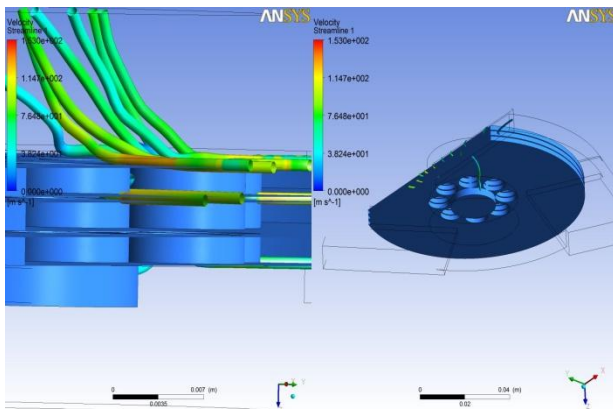 ANSYS
Velocity
Streamline 1
1.530e+002
1.147e+002
7.648e+001
3.824e+001
0.000e+000
[m s^-1]
0
0.007 (m)
0.0035
Y
ANSYS
Velocity
Streamline 1
1.530e+002
1.147e+002
7.648e+001
3.824e+001
0.000e+000
[m s^-1]
0
0.04 (m)
0.02
Y
X